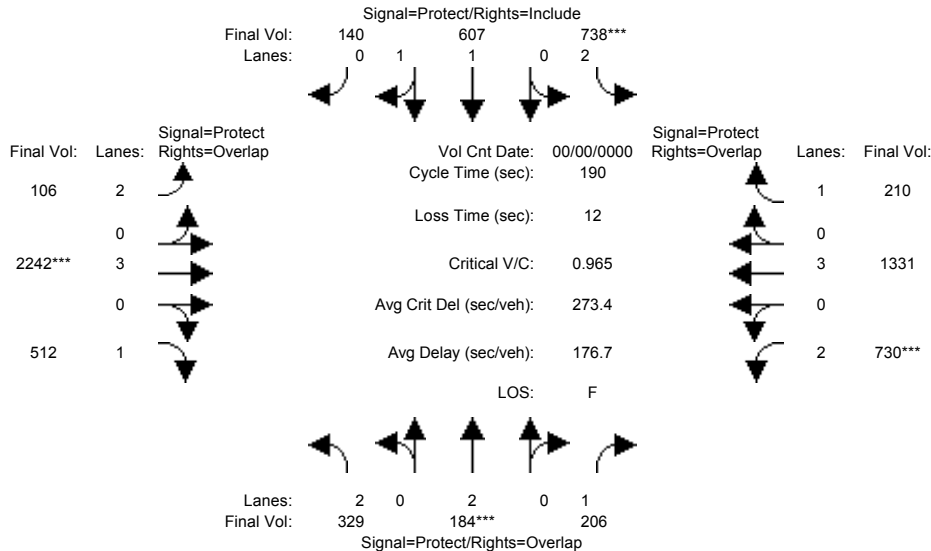 Signal=Protect/Rights=Include
Final Vol: 140 607 738***
Lanes: 0 1 1 0 2
Signal=Protect Signal=Protect
Final Vol: Lanes: Rights=Overlap Vol Cnt Date: 00/00/0000 Rights=Overlap Lanes: Final Vol:
Cycle Time (sec): 190
106 2 1 210
Loss Time (sec): 12
0 0
2242*** 3 Critical V/C: 0.965 3 1331
0 Avg Crit Del (sec/veh): 273.4 0
512 1 Avg Delay (sec/veh): 176.7 2 730***
LOS: F
Lanes: 2 0 2 0 1
Final Vol: 329 184*** 206
Signal=Protect/Rights=Overlap